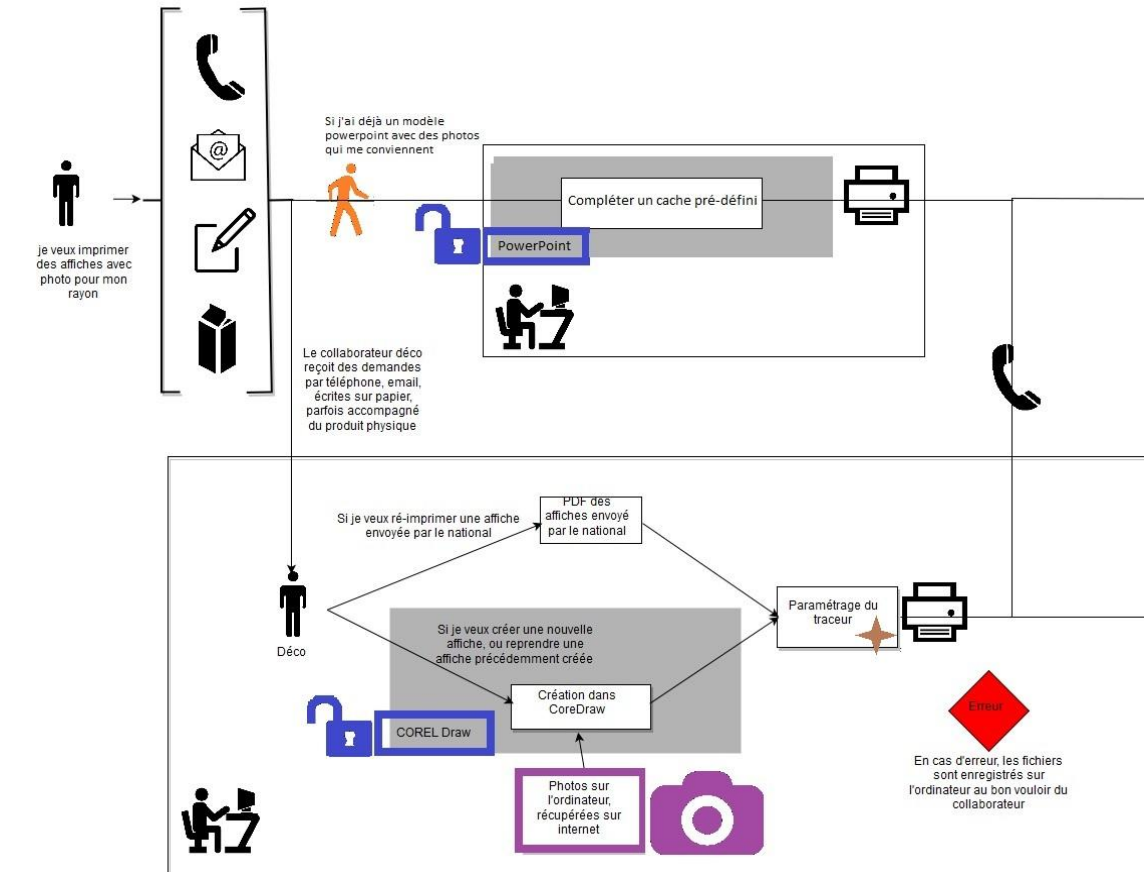 Si j'ai déjà un modèle
powerpoint avec des photos
qui me conviennent
Compléter un cache pré-défini
PowerPoint
je veux imprimer
des affiches avec
photo pour mon
rayon
Le collaborateur déco
reçoit des demandes
par téléphone, email,
écrites sur papier,
parfois accompagné
du produit physique
PDF des
affiches envoyé
par le national
Si je veux ré-imprimer une affiche
envoyée par le national
Déco
Si je veux créer une nouvelle
affiche, ou reprendre une
affiche précédemment créée
Paramétrage du
traceur
Création dans
CoreDraw
COREL Draw
Photos sur
l'ordinateur,
récupérées sur
internet
Erreur
En cas d'erreur, les fichiers
sont enregistrés sur
l'ordinateur au bon vouloir du
collaborateur